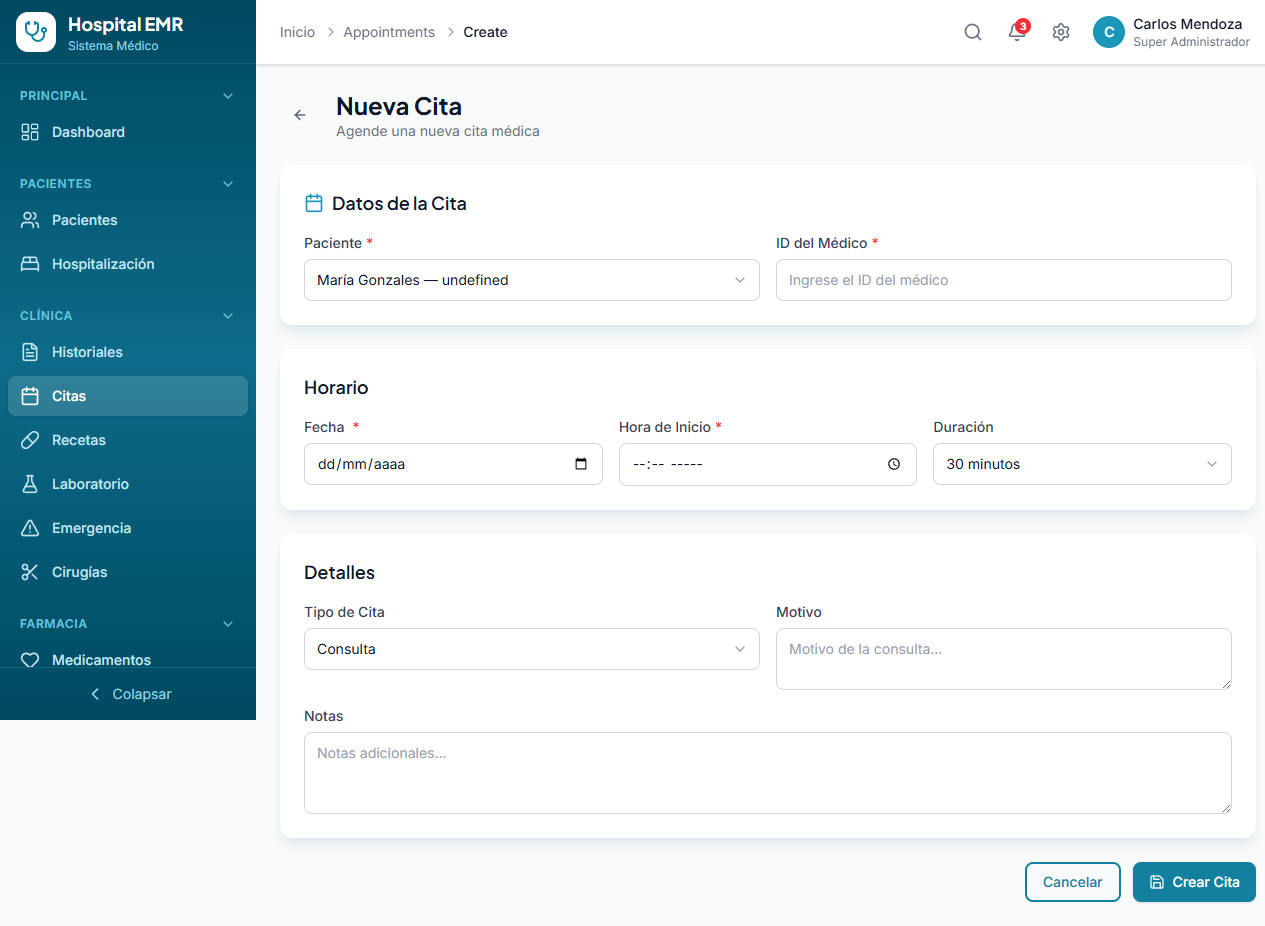 Hospital EMR
Sistema Médico
PRINCIPAL
Dashboard
PACIENTES
Pacientes
Hospitalización
CLÍNICA
Historiales
Citas
Recetas
Laboratorio
Emergencia
Cirugías
FARMACIA
Medicamentos
Colapsar
Inicio > Appointments > Create
3
C
Carlos Mendoza
Super Administrador
Nueva Cita
Agende una nueva cita médica
Datos de la Cita
Paciente * ID del Médico *
María Gonzales — undefined Ingrese el ID del médico
Horario
Fecha * Hora de Inicio * Duración
dd/mm/aaaa --:-- ----- 30 minutos
Detalles
Tipo de Cita Motivo
Consulta Motivo de la consulta...
Notas
Notas adicionales...
Cancelar Crear Cita